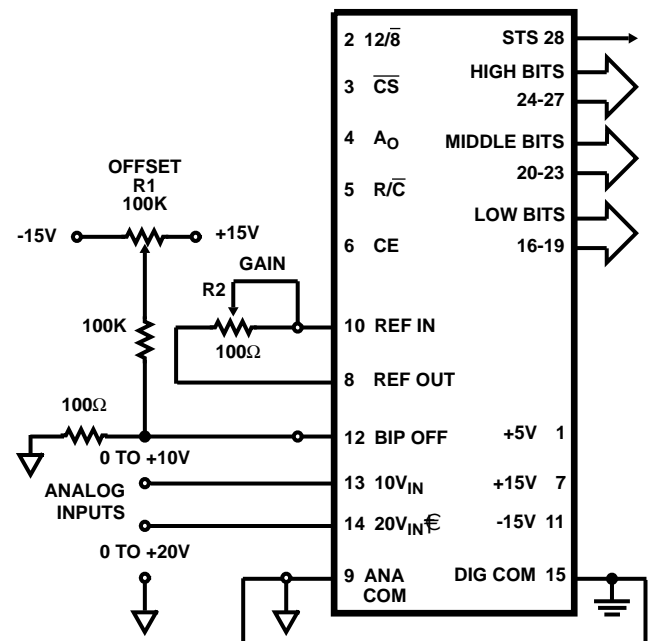 2 12/8̅
STS 28
HIGH BITS
24-27
3 C̅S̅
4 AO
MIDDLE BITS
20-23
OFFSET
R1
100K
5 R/C̅
LOW BITS
16-19
-15V
+15V
6 CE
GAIN
R2
100K
10 REF IN
100Ω
8 REF OUT
100Ω
12 BIP OFF
+5V 1
0 TO +10V
13 10VIN
+15V 7
ANALOG
INPUTS
14 20VIN€
-15V 11
0 TO +20V
9 ANA
COM
DIG COM 15